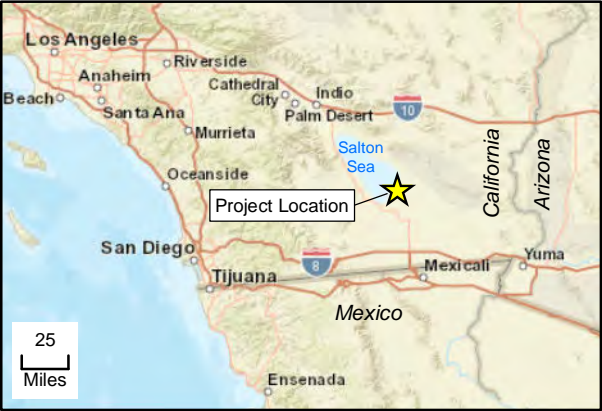 Los Angeles
Riverside
Anaheim
Cathedral
City
Indio
Palm Desert
Beach
Santa Ana
10
Murrieta
Salton
Sea
California
Arizona
Oceanside
Project Location
San Diego
8
Yuma
Mexicali
Tijuana
Mexico
25
Miles
Ensenada